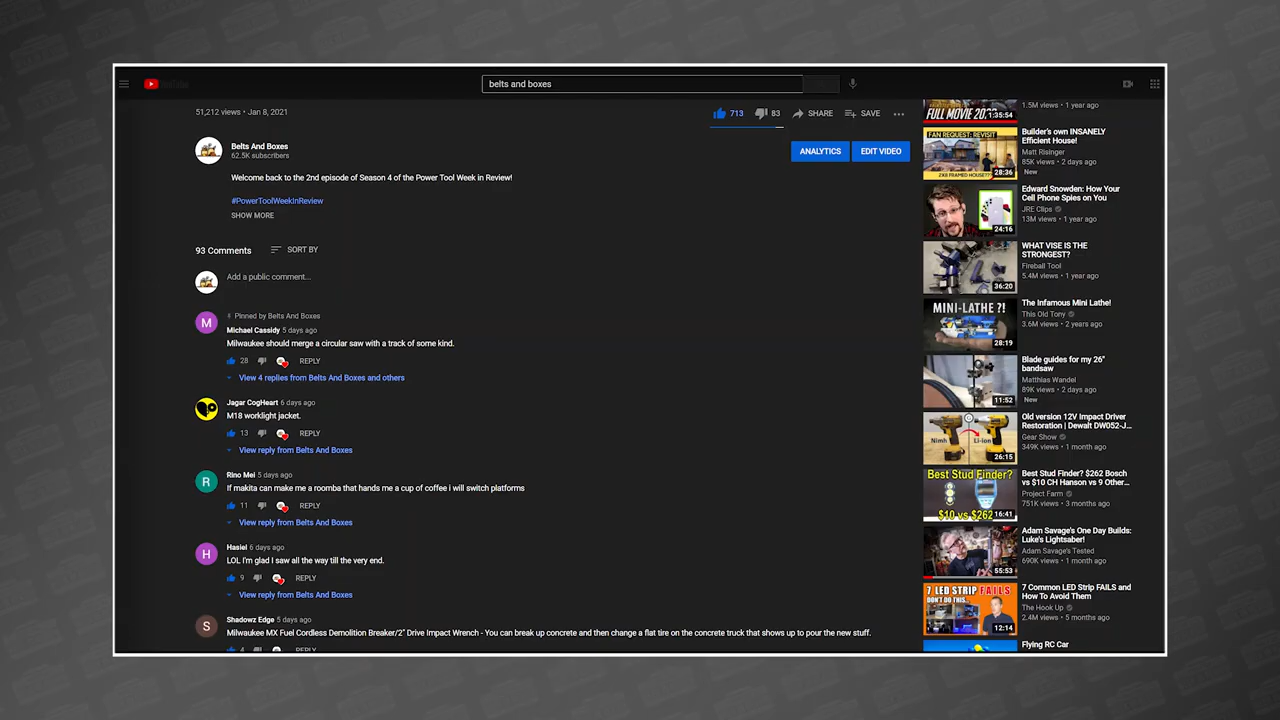 belts and boxes
51,212 views • Jan 8, 2021
713
83
SHARE
SAVE
Belts And Boxes
62.5K subscribers
ANALYTICS
EDIT VIDEO
Welcome back to the 2nd episode of Season 4 of the Power Tool Week in Review!
#PowerToolWeekInReview
SHOW MORE
93 Comments
SORT BY
Add a public comment...
Pinned by Belts And Boxes
M
Michael Cassidy 5 days ago
Milwaukee should merge a circular saw with a track of some kind.
28
REPLY
View 4 replies from Belts And Boxes and others
Jagar CogHeart 6 days ago
M18 worklight jacket.
13
REPLY
View reply from Belts And Boxes
R
Rino Mei 5 days ago
If makita can make me a roomba that hands me a cup of coffee i will switch platforms
11
REPLY
View reply from Belts And Boxes
H
Hasiel 6 days ago
LOL I'm glad I saw all the way till the very end.
9
REPLY
View reply from Belts And Boxes
S
Shadowz Edge 5 days ago
Milwaukee MX Fuel Cordless Demolition Breaker/2" Drive Impact Wrench - You can break up concrete and then change a flat tire on the concrete truck that shows up to pour the new stuff.
4
REPLY
FULL MOVIE
1:35:54
1.5M views • 1 year ago
FAN REQUEST: REVISIT
2X8 FRAMED HOUSE???
28:36
Builder's own INSANELY
Efficient House!
Matt Risinger
85K views • 2 days ago
New
24:16
Edward Snowden: How Your
Cell Phone Spies on You
JRE Clips
13M views • 1 year ago
36:20
WHAT VISE IS THE
STRONGEST?
Fireball Tool
5.4M views • 1 year ago
MINI-LATHE ?!
28:19
The Infamous Mini Lathe!
This Old Tony
3.6M views • 2 years ago
11:52
Blade guides for my 26"
bandsaw
Matthias Wandel
89K views • 2 days ago
New
Nimh
Li-ion
26:15
Old version 12V Impact Driver
Restoration | Dewalt DW052-J...
Gear Show
349K views • 1 month ago
Best Stud Finder?
$10 vs $262
16:41
Best Stud Finder? $262 Bosch
vs $10 CH Hanson vs 9 Other...
Project Farm
751K views • 3 months ago
55:53
Adam Savage's One Day Builds:
Luke's Lightsaber!
Adam Savage's Tested
690K views • 1 month ago
7 LED STRIP FAILS
DON'T DO THIS...
12:14
7 Common LED Strip FAILS and
How To Avoid Them
The Hook Up
2.4M views • 5 months ago
Flying RC Car